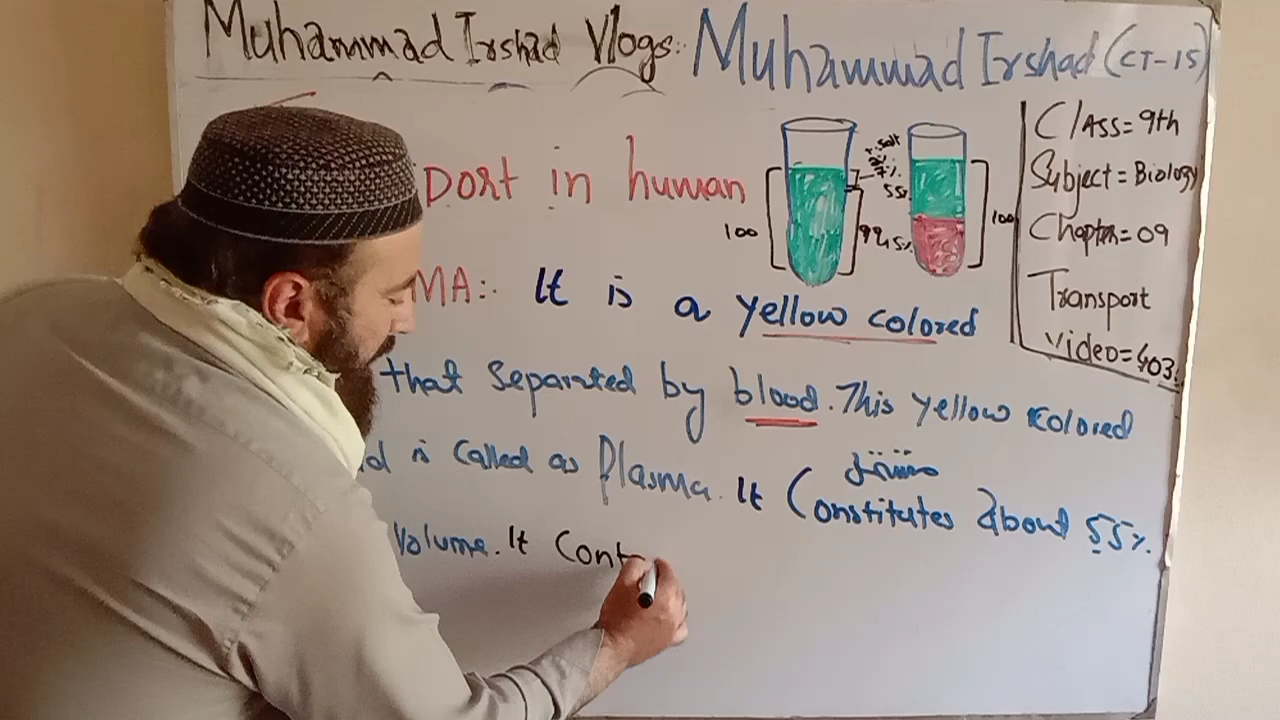 Muhammad Irshad Vlogs:. Muhammad Irshad (CT-15)
port in human
100
Salt
2%
7%
55%
92.5%
100
Class = 9th
Subject = Biology
Chapter = 09
Transport
Video = 403
MA:. It is a yellow colored
that separated by blood. This yellow colored
d is called as Plasma. It Constitutes about 55%.
Volume. It Cont